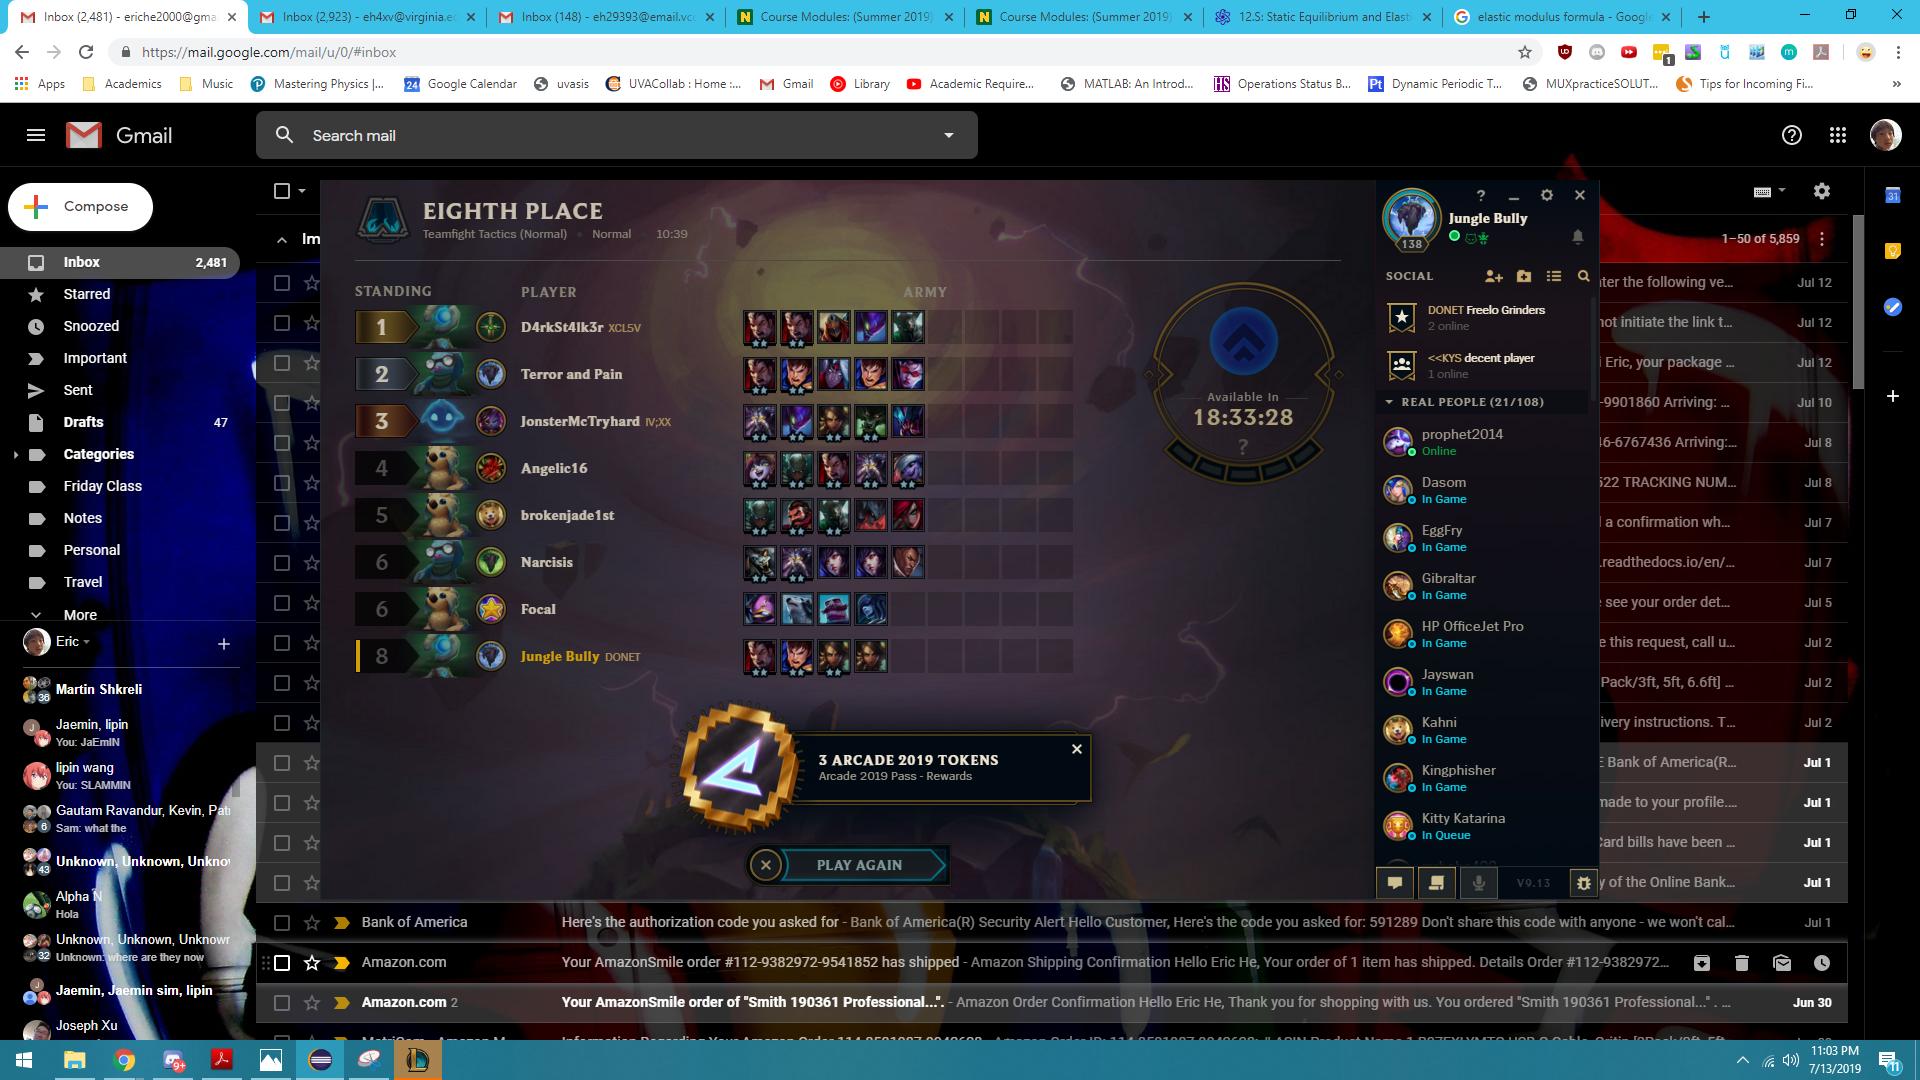 Inbox (2,481) - eriche2000@gma
Inbox (2,923) - eh4xv@virginia.ec
Inbox (148) - eh29393@email.vc
Course Modules: (Summer 2019)
Course Modules: (Summer 2019)
12.S: Static Equilibrium and Elast
elastic modulus formula - Google
https://mail.google.com/mail/u/0/#inbox
Apps
Academics
Music
Mastering Physics |...
Google Calendar
uvasis
UVACollab : Home :...
Gmail
Library
Academic Require...
MATLAB: An Introd...
Operations Status B...
Dynamic Periodic T...
MUXpracticeSOLUT...
Tips for Incoming Fi...
Gmail
Search mail
Compose
Inbox 2,481
Starred
Snoozed
Important
Sent
Drafts 47
Categories
Friday Class
Notes
Personal
Travel
More
Eric
Martin Shkreli
36
Jaemin, lipin
You: JaEmIN
lipin wang
You: SLAMMIN
Gautam Ravandur, Kevin, Pat
Sam: what the
6
Unknown, Unknown, Unknow
43
Alpha N
Hola
Unknown, Unknown, Unknown
Unknown: where are they now
32
Jaemin, Jaemin sim, lipin
Joseph Xu
Im
1–50 of 5,859
EIGHTH PLACE
Teamfight Tactics (Normal) • Normal • 10:39
STANDING PLAYER ARMY
1 D4rkSt4lk3r XCL5V
2 Terror and Pain
3 JonsterMcTryhard IV;XX
4 Angelic16
5 brokenjade1st
6 Narcisis
6 Focal
8 Jungle Bully DONET
Available In
18:33:28
?
3 ARCADE 2019 TOKENS
Arcade 2019 Pass - Rewards
PLAY AGAIN
?
Jungle Bully
138
SOCIAL
DONET Freelo Grinders
2 online
<<KYS decent player
1 online
REAL PEOPLE (21/108)
prophet2014
Online
Dasom
In Game
EggFry
In Game
Gibraltar
In Game
HP OfficeJet Pro
In Game
Jayswan
In Game
Kahni
In Game
Kingphisher
In Game
Kitty Katarina
In Queue
V9.13
nter the following ve... Jul 12
not initiate the link t... Jul 12
i Eric, your package ... Jul 12
-9901860 Arriving: ... Jul 10
46-6767436 Arriving:... Jul 8
522 TRACKING NUM... Jul 8
d a confirmation wh... Jul 7
.readthedocs.io/en/... Jul 7
e see your order det... Jul 5
e this request, call u... Jul 2
Pack/3ft, 5ft, 6.6ft] ... Jul 2
ivery instructions. T... Jul 2
E Bank of America(R... Jul 1
made to your profile.... Jul 1
Card bills have been ... Jul 1
y of the Online Bank... Jul 1
Bank of America Here's the authorization code you asked for - Bank of America(R) Security Alert Hello Customer, Here's the code you asked for: 591289 Don't share this code with anyone - we won't cal... Jul 1
Amazon.com Your AmazonSmile order #112-9382972-9541852 has shipped - Amazon Shipping Confirmation Hello Eric He, Your order of 1 item has shipped. Details Order #112-9382972...
Amazon.com 2 Your AmazonSmile order of "Smith 190361 Professional...". - Amazon Order Confirmation Hello Eric He, Thank you for shopping with us. You ordered "Smith 190361 Professional..." . ... Jun 30
11:03 PM
7/13/2019
11